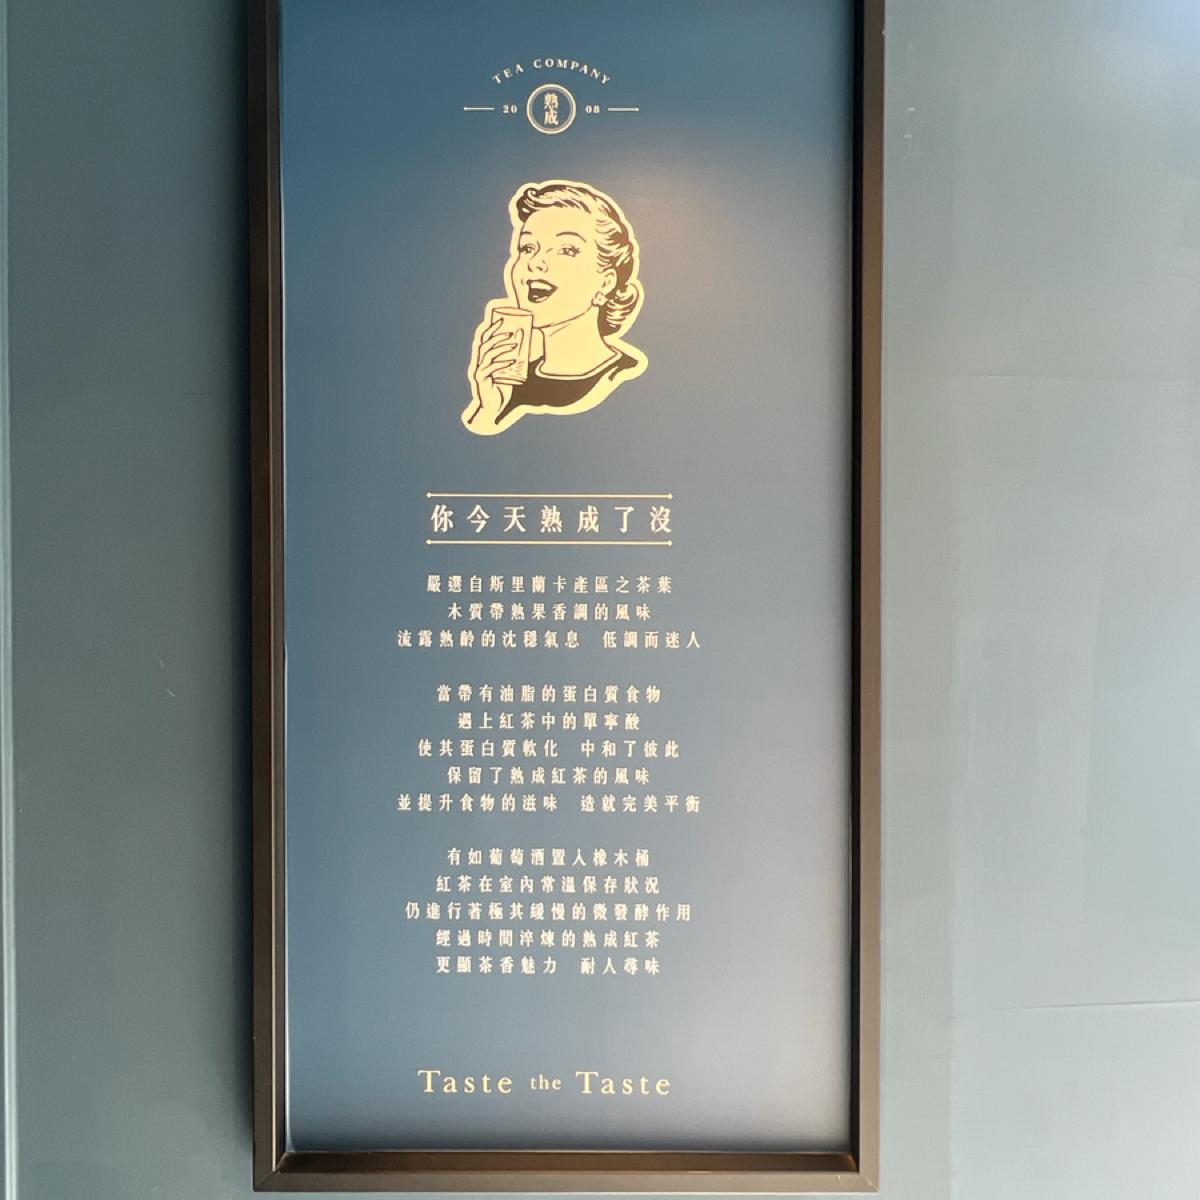 TEA COMPANY
20 熟成 08
你今天熟成了沒
嚴選自斯里蘭卡產區之茶葉
木質帶熟果香調的風味
流露熟齡的沈穩氣息 低調而迷人
當帶有油脂的蛋白質食物
遇上紅茶中的單寧酸
使其蛋白質軟化 中和了彼此
保留了熟成紅茶的風味
並提升食物的滋味 造就完美平衡
有如葡萄酒置入橡木桶
紅茶在室內常溫保存狀況
仍進行著極其緩慢的微發酵作用
經過時間淬煉的熟成紅茶
更顯茶香魅力 耐人尋味
Taste the Taste